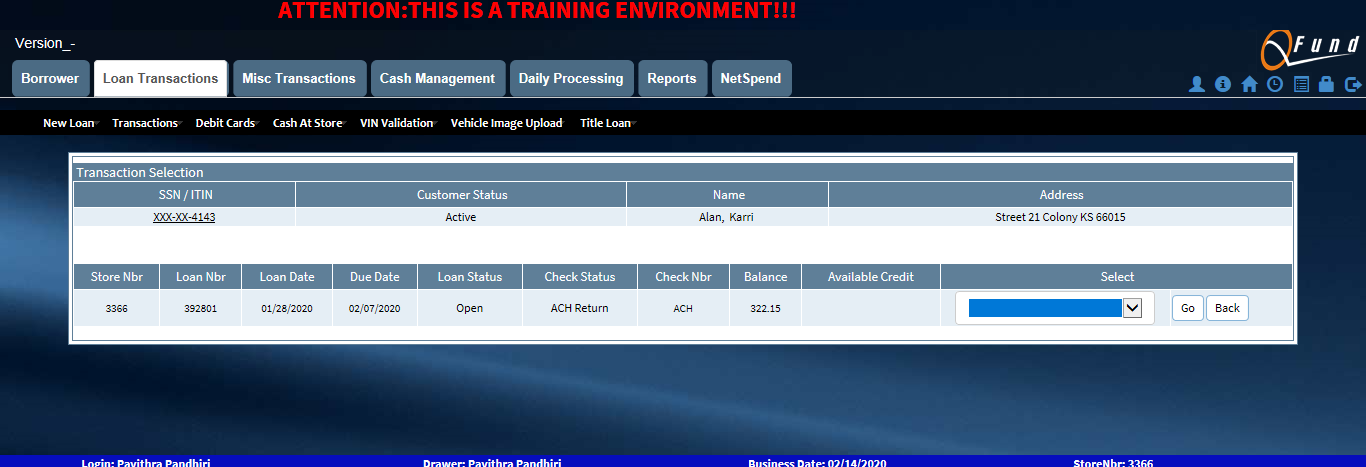 ATTENTION:THIS IS A TRAINING ENVIRONMENT!!!
Version_-
QFund
Borrower Loan Transactions Misc Transactions Cash Management Daily Processing Reports NetSpend
New Loan Transactions Debit Cards Cash At Store VIN Validation Vehicle Image Upload Title Loan
Transaction Selection
SSN / ITIN Customer Status Name Address
XXX-XX-4143 Active Alan, Karri Street 21 Colony KS 66015
Store Nbr Loan Nbr Loan Date Due Date Loan Status Check Status Check Nbr Balance Available Credit Select
3366 392801 01/28/2020 02/07/2020 Open ACH Return ACH 322.15 Go Back
Login: Pavithra Pandhiri Drawer: Pavithra Pandhiri Business Date: 02/14/2020 StoreNbr: 3366